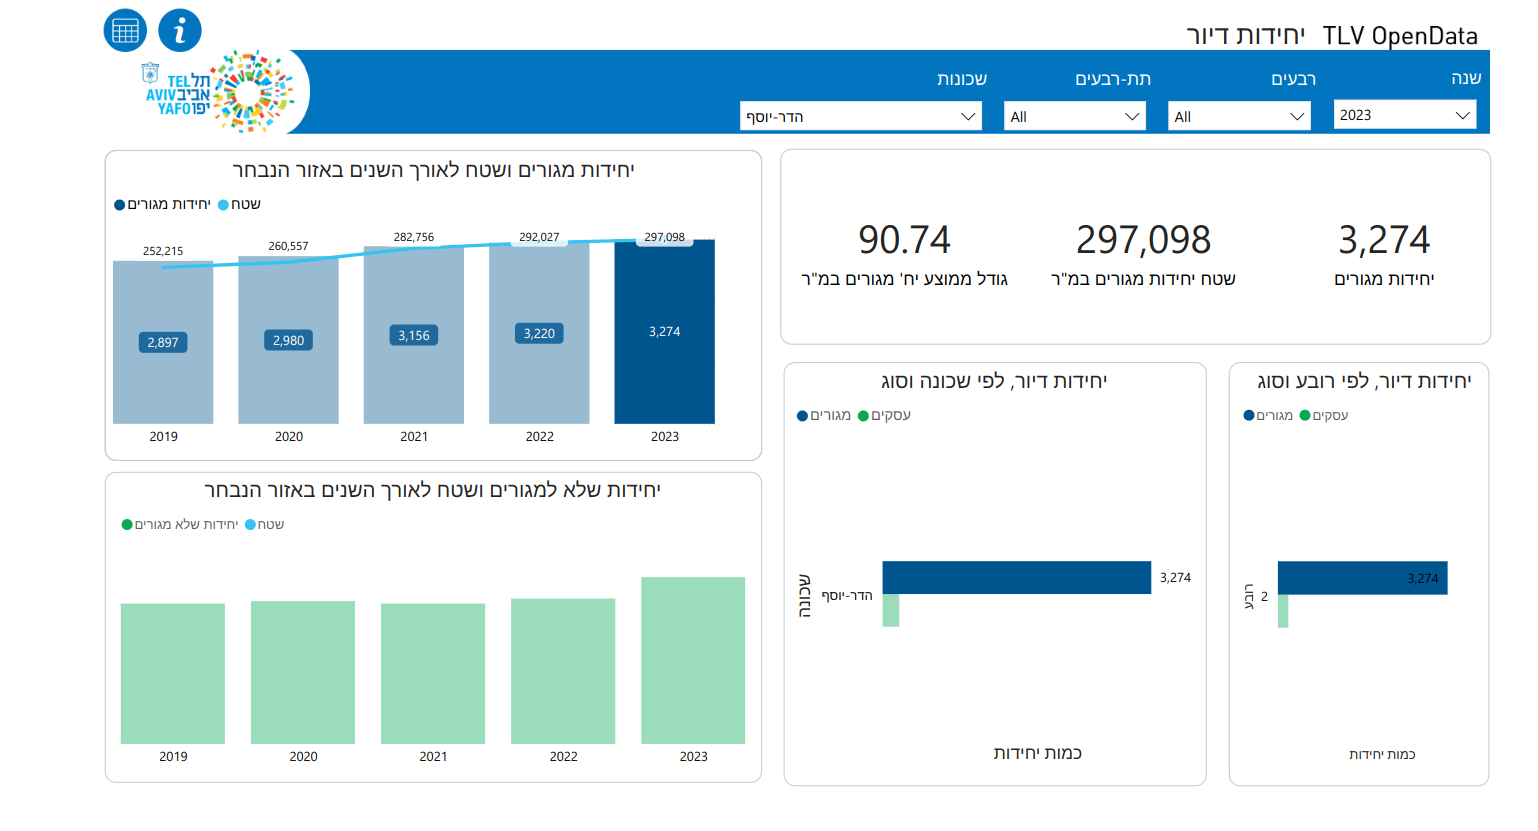 TLV OpenData יחידות דיור
תל TEL
אביב AVIV
יפו YAFO
שנה
רבעים
תת-רבעים
שכונות
2023
All
All
הדר-יוסף
3,274
297,098
90.74
יחידות מגורים
שטח יחידות מגורים במ"ר
גודל ממוצע יח' מגורים במ"ר
יחידות מגורים ושטח לאורך השנים באזור הנבחר
יחידות מגורים שטח
252,215 260,557 282,756 292,027 297,098
2,897 2,980 3,156 3,220 3,274
2019 2020 2021 2022 2023
יחידות דיור, לפי רובע וסוג
מגורים עסקים
רובע
2
3,274
כמות יחידות
יחידות דיור, לפי שכונה וסוג
מגורים עסקים
שכונה
הדר-יוסף
3,274
כמות יחידות
יחידות שלא למגורים ושטח לאורך השנים באזור הנבחר
יחידות שלא מגורים שטח
2019 2020 2021 2022 2023